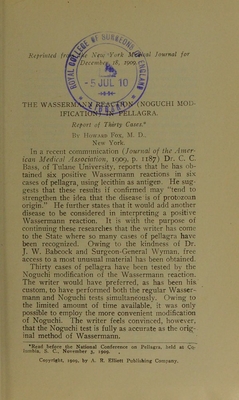 Reprinted from the New York Medical Journal for
December 18, 1909.
ROYAL COLLEGE OF SURGEONS OF ENGLAND
-5 JUL 10
LIBRARY
THE WASSERMANN REACTION (NOGUCHI MOD-
IFICATION) IN PELLAGRA.
Report of Thirty Cases.*
By Howard Fox, M. D.,
New York.
In a recent communication (Journal of the Amer-
ican Medical Association, 1909, p. 1187) Dr. C. C.
Bass, of Tulane University, reports that he has ob-
tained six positive Wassermann reactions in six
cases of pellagra, using lecithin as antigen. He sug-
gests that these results if confirmed may "tend to
strengthen the idea that the disease is of protozoan
origin." He further states that it would add another
disease to be considered in interpreting a positive
Wassermann reaction. It is with the purpose of
continuing these researches that the writer has come
to the State where so many cases of pellagra have
been recognized. Owing to the kindness of Dr.
J. W. Babcock and Surgeon-General Wyman, free
access to a most unusual material has been obtained.
Thirty cases of pellagra have been tested by the
Noguchi modification of the Wassermann reaction.
The writer would have preferred, as has been his
custom, to have performed both the regular Wasser-
mann and Noguchi tests simultaneously. Owing to
the limited amount of time available, it was only
possible to employ the more convenient modification
of Noguchi. The writer feels convinced, however,
that the Noguchi test is fully as accurate as the orig-
inal method of Wassermann.
*Read before the National Conference on Pellagra, held at Co
lumbia, S. C., November 3, 1909.
Copyright, 1909, by A. R. Elliott Publishing Company.